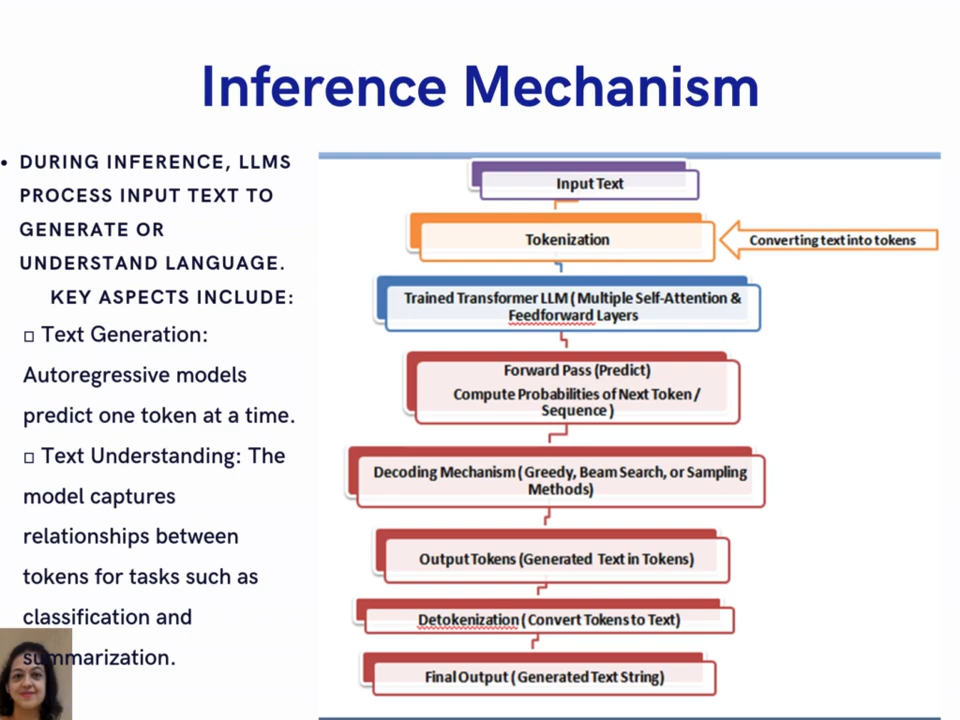 Inference Mechanism
• DURING INFERENCE, LLMS
PROCESS INPUT TEXT TO
GENERATE OR
UNDERSTAND LANGUAGE.
KEY ASPECTS INCLUDE:
▯ Text Generation:
Autoregressive models
predict one token at a time.
▯ Text Understanding: The
model captures
relationships between
tokens for tasks such as
classification and
summarization.
Input Text
Tokenization
Converting text into tokens
Trained Transformer LLM ( Multiple Self-Attention &
Feedforward Layers
Forward Pass (Predict)
Compute Probabilities of Next Token /
Sequence )
Decoding Mechanism ( Greedy, Beam Search, or Sampling
Methods)
Output Tokens (Generated Text in Tokens)
Detokenization ( Convert Tokens to Text)
Final Output ( Generated Text String)